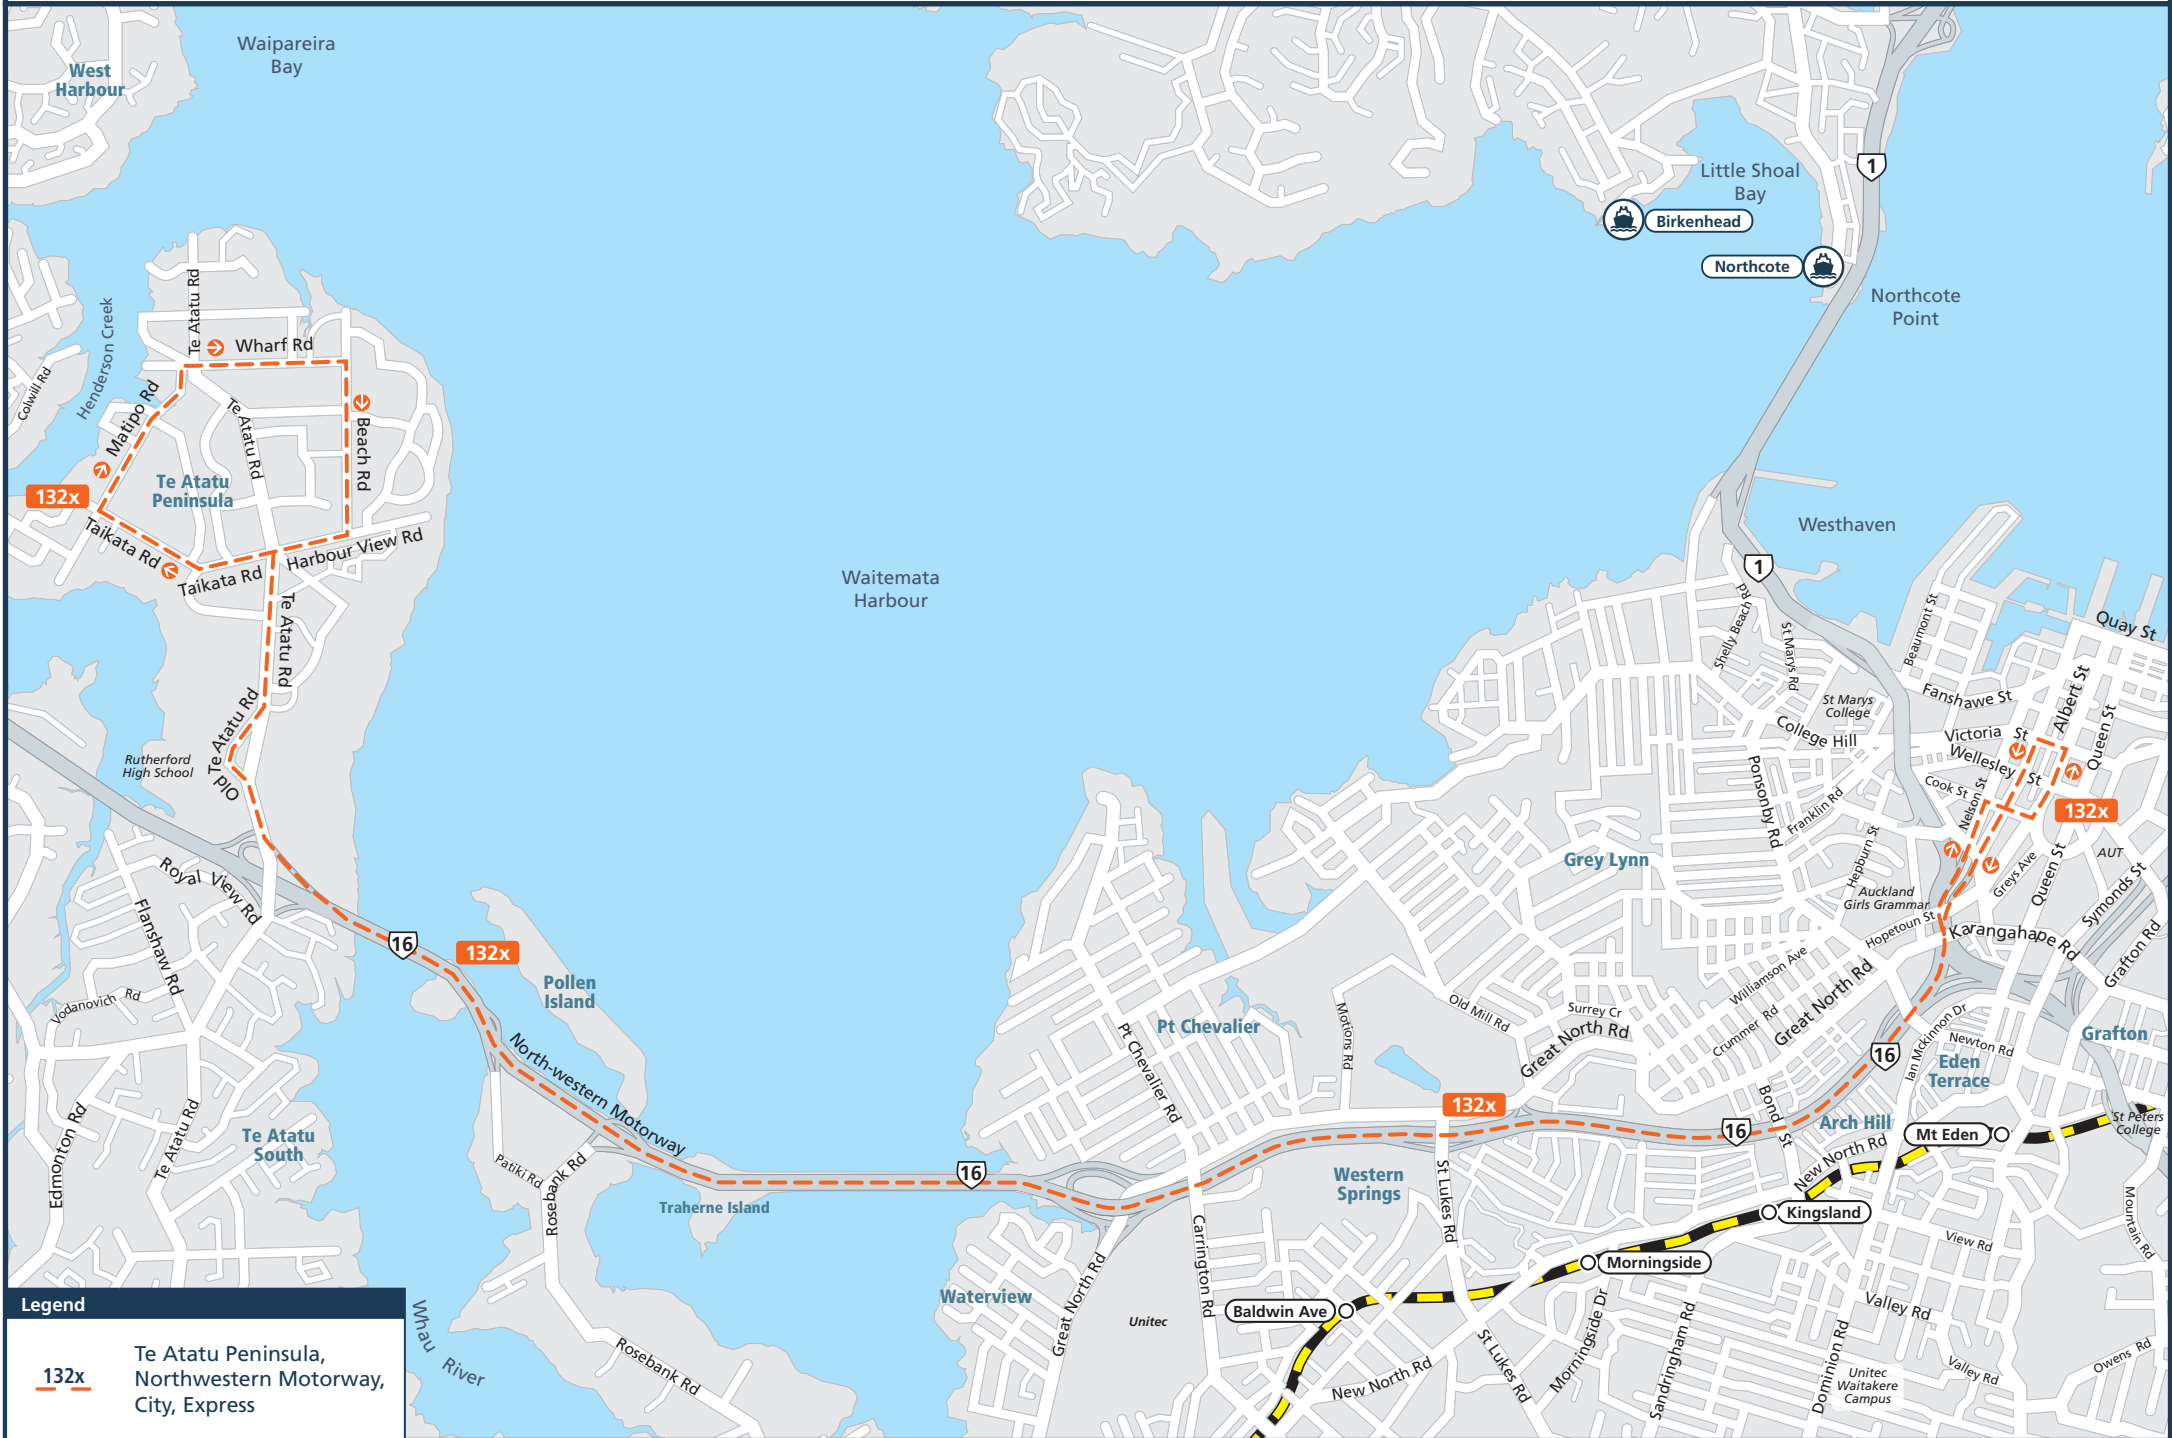 Waipareira
Bay
West
Harbour
Little Shoal
Bay
1
Birkenhead
Northcote
Northcote
Point
Henderson Creek
Colwill Rd
Te Atatu Rd
Wharf Rd
Matipo Rd
Te Atatu Rd
Beach Rd
Te Atatu
Peninsula
132x
Taikata Rd
Taikata Rd
Harbour View Rd
Te Atatu Rd
Old
Te Atatu Rd
Rutherford
High School
Waitemata
Harbour
Westhaven
1
Shelly Beach Rd
St Marys Rd
Beaumont St
Quay St
Fanshawe St
Albert St
Queen St
St Marys
College
College Hill
Victoria St
Wellesley St
Cook St
Nelson St
132x
Ponsonby Rd
Franklin Rd
Hepburn St
Greys Ave
Queen St
AUT
Symonds St
Grafton Rd
Auckland
Girls Grammar
Hopetoun St
Karangahape Rd
Grey Lynn
Royal View Rd
Flanshaw Rd
Vodanovich Rd
16
132x
Pollen
Island
North-western Motorway
Pt Chevalier
Pt Chevalier Rd
Motions Rd
Old Mill Rd
Surrey Cr
Great North Rd
Williamson Ave
Crummer Rd
Great North Rd
16
Ian Mckinnon Dr
Newton Rd
Grafton
Eden
Terrace
132x
Bond St
16
Arch Hill
Mt Eden
St Peters
College
New North Rd
Edmonton Rd
Te Atatu Rd
Te Atatu
South
Patiki Rd
Rosebank Rd
Rosebank Rd
Traherne Island
16
Western
Springs
St Lukes Rd
Carrington Rd
Kingsland
View Rd
Mountain Rd
Morningside
Waterview
Great North Rd
Unitec
Baldwin Ave
Valley Rd
Morningside Dr
Sandringham Rd
St Lukes Rd
New North Rd
Dominion Rd
Unitec
Waitakere
Campus
Valley Rd
Owens Rd
Whau River
Rosebank Rd
Legend
132x
Te Atatu Peninsula,
Northwestern Motorway,
City, Express